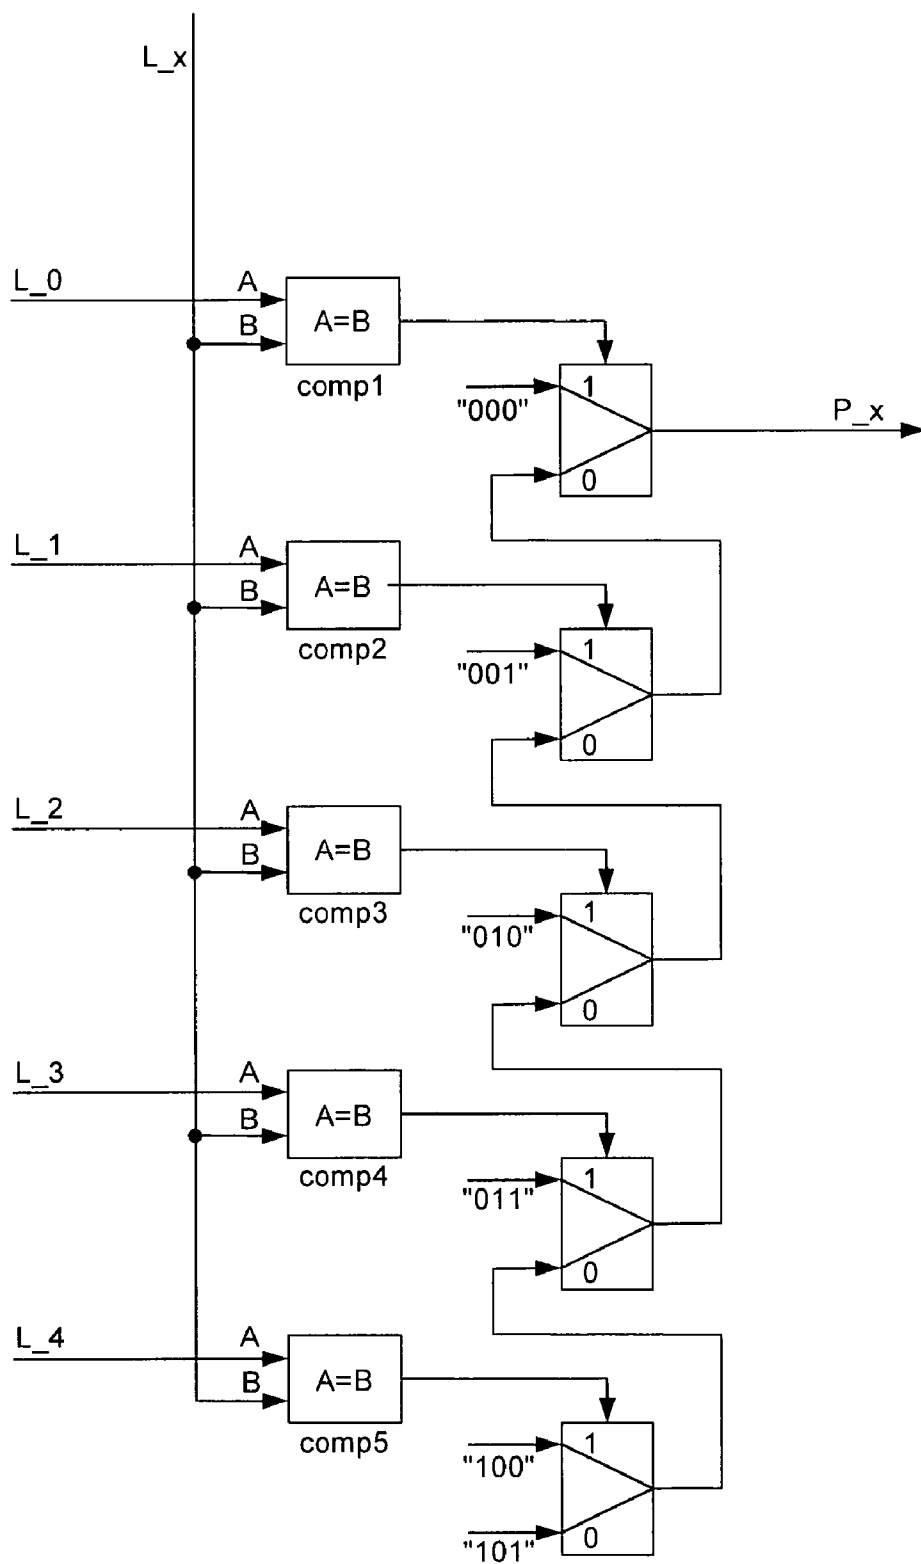 L_x
L_0
A
B
A=B
comp1
1
"000"
0
P_x
L_1
A
B
A=B
comp2
1
"001"
0
L_2
A
B
A=B
comp3
1
"010"
0
L_3
A
B
A=B
comp4
1
"011"
0
L_4
A
B
A=B
comp5
1
"100"
0
"101"